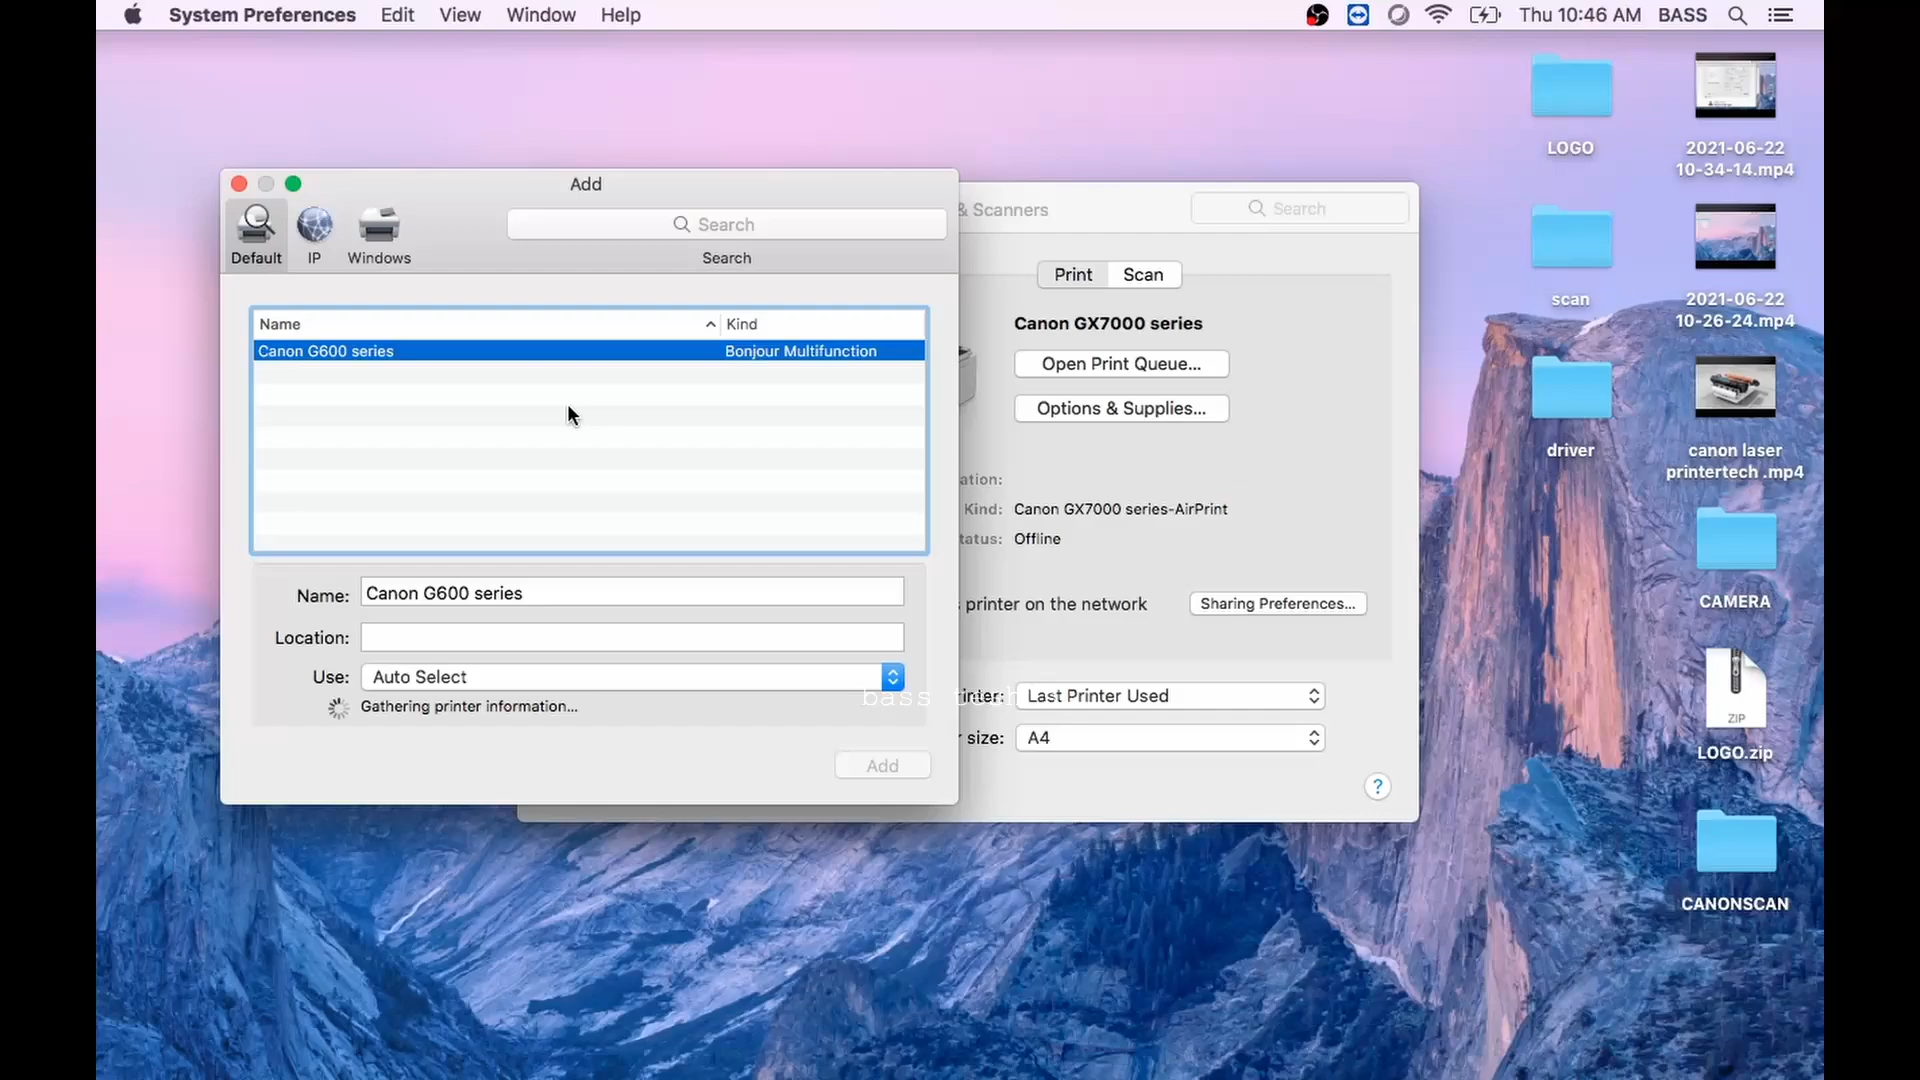 System Preferences Edit View Window Help
Thu 10:46 AM BASS
Add
Default
IP
Windows
Search
Search
Name
Kind
Canon G600 series
Bonjour Multifunction
Name: Canon G600 series
Location:
Use: Auto Select
Gathering printer information...
Add
& Scanners
Search
Print
Scan
Canon GX7000 series
Open Print Queue...
Options & Supplies...
ation:
Kind: Canon GX7000 series-AirPrint
tatus: Offline
printer on the network
Sharing Preferences...
inter: Last Printer Used
r size: A4
?
bass tech
LOGO
2021-06-22
10-34-14.mp4
scan
2021-06-22
10-26-24.mp4
driver
canon laser
printertech .mp4
CAMERA
ZIP
LOGO.zip
CANONSCAN